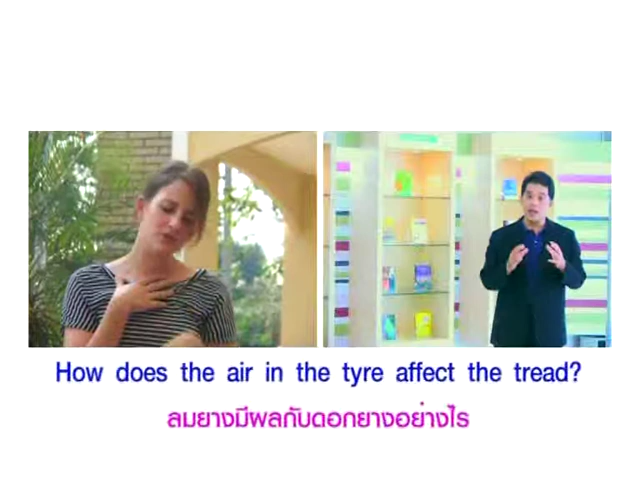 How does the air in the tyre affect the tread?
ลมยางมีผลกับดอกยางอย่างไร